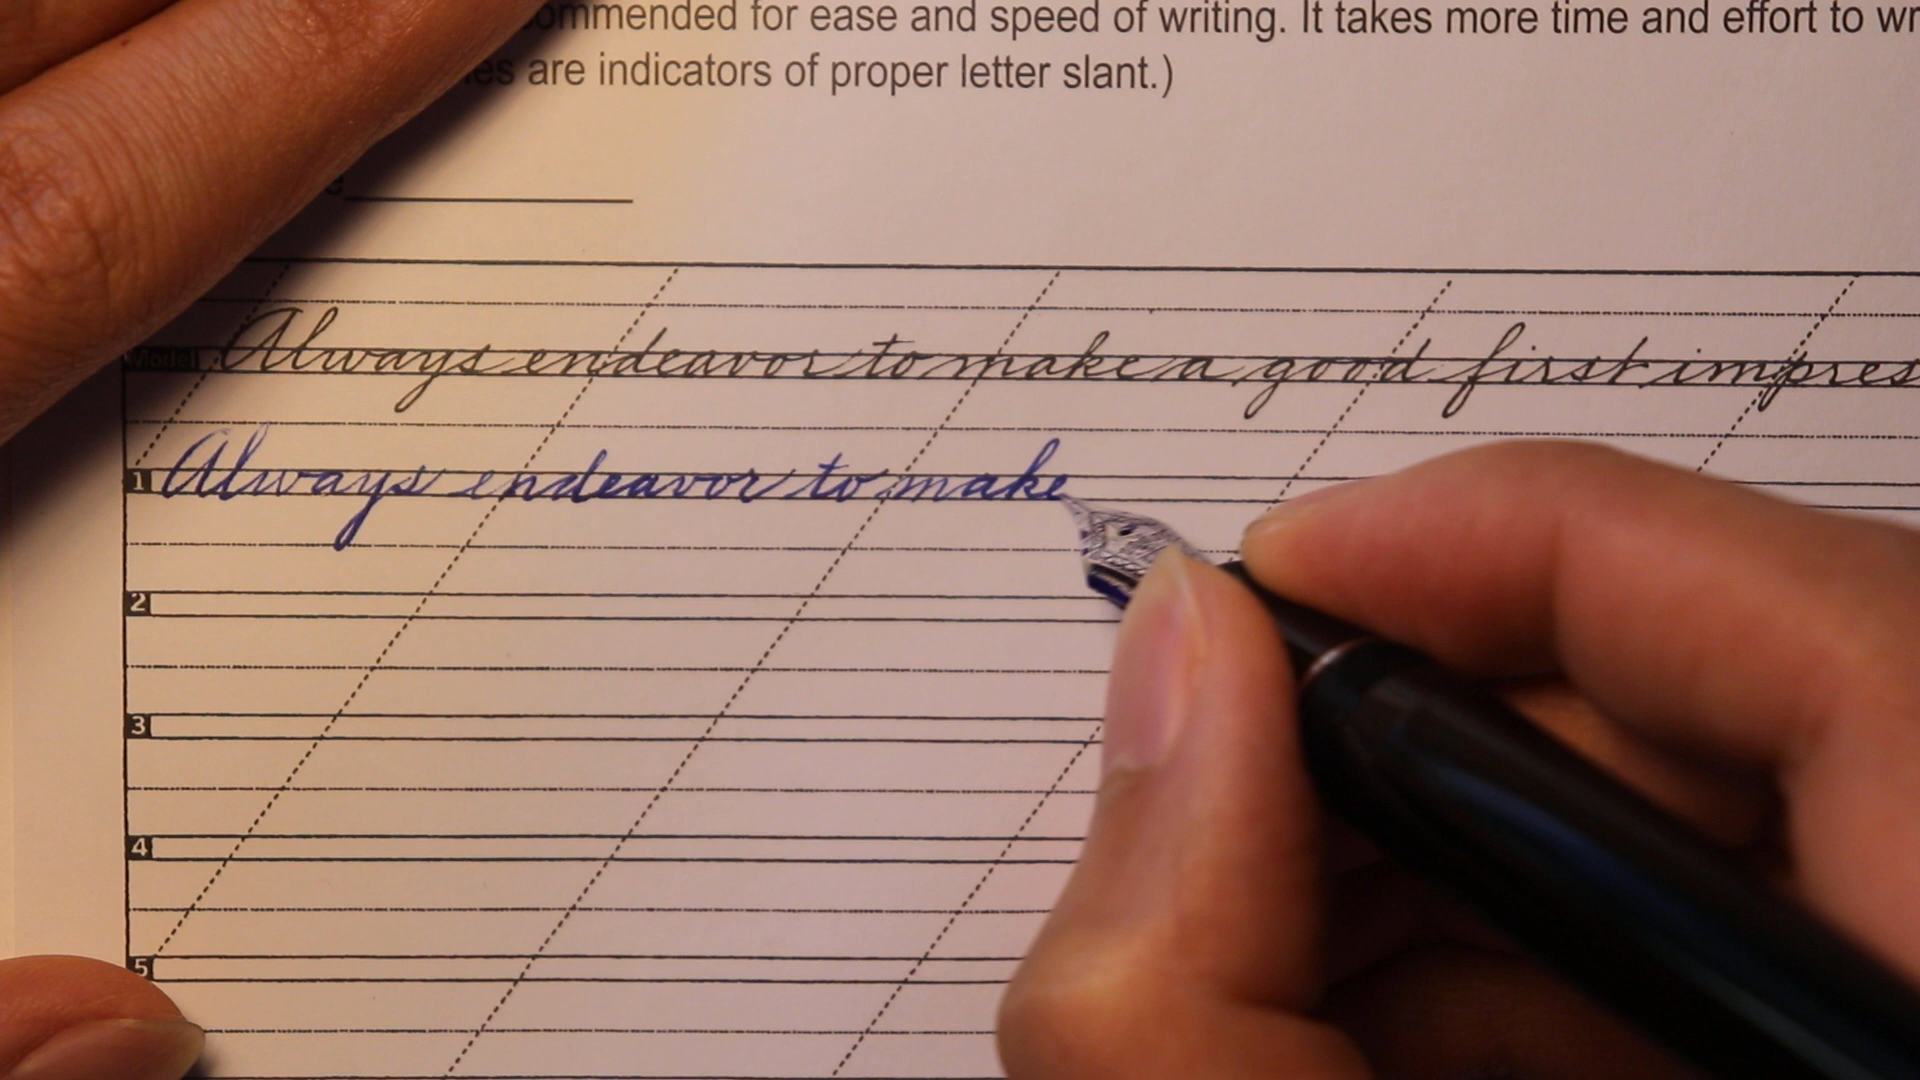 ommended for ease and speed of writing. It takes more time and effort to wr
es are indicators of proper letter slant.)
e
Model Always endeavor to make a good first impres
1 Always endeavor to make
2
3
4
5